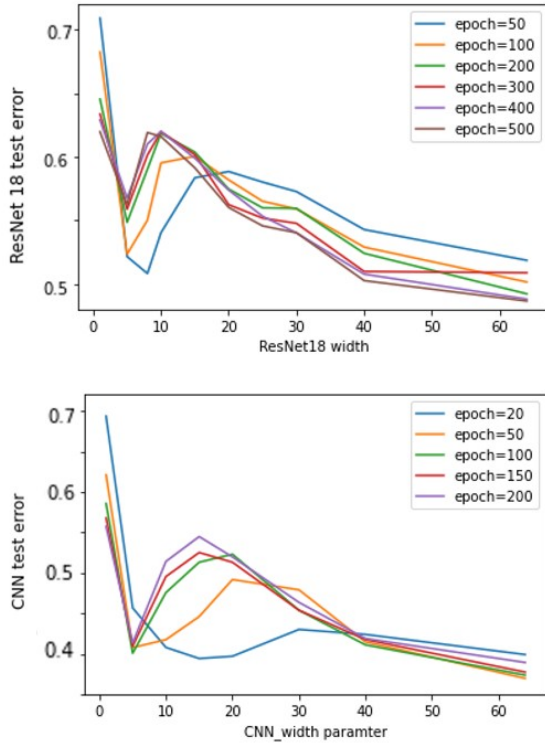 0.7
0.6
0.5
ResNet 18 test error
epoch=50
epoch=100
epoch=200
epoch=300
epoch=400
epoch=500
0 10 20 30 40 50 60
ResNet18 width
0.7
0.6
0.5
0.4
CNN test error
epoch=20
epoch=50
epoch=100
epoch=150
epoch=200
0 10 20 30 40 50 60
CNN_width paramter